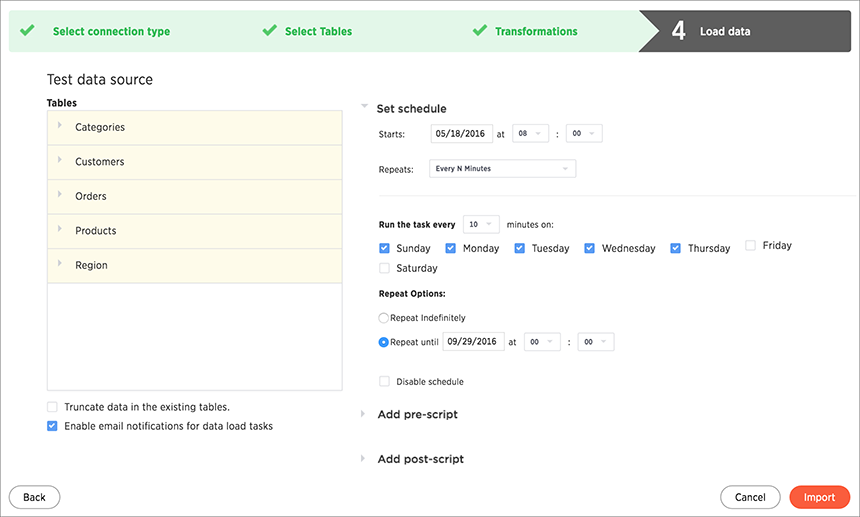 Select connection type
Select Tables
Transformations
4 Load data
Test data source
Tables
Categories
Customers
Orders
Products
Region
Truncate data in the existing tables.
Enable email notifications for data load tasks
Set schedule
Starts: 05/18/2016 at 08 : 00
Repeats: Every N Minutes
Run the task every 10 minutes on:
Sunday Monday Tuesday Wednesday Thursday Friday
Saturday
Repeat Options:
Repeat Indefinitely
Repeat until 09/29/2016 at 00 : 00
Disable schedule
Add pre-script
Add post-script
Back
Cancel
Import